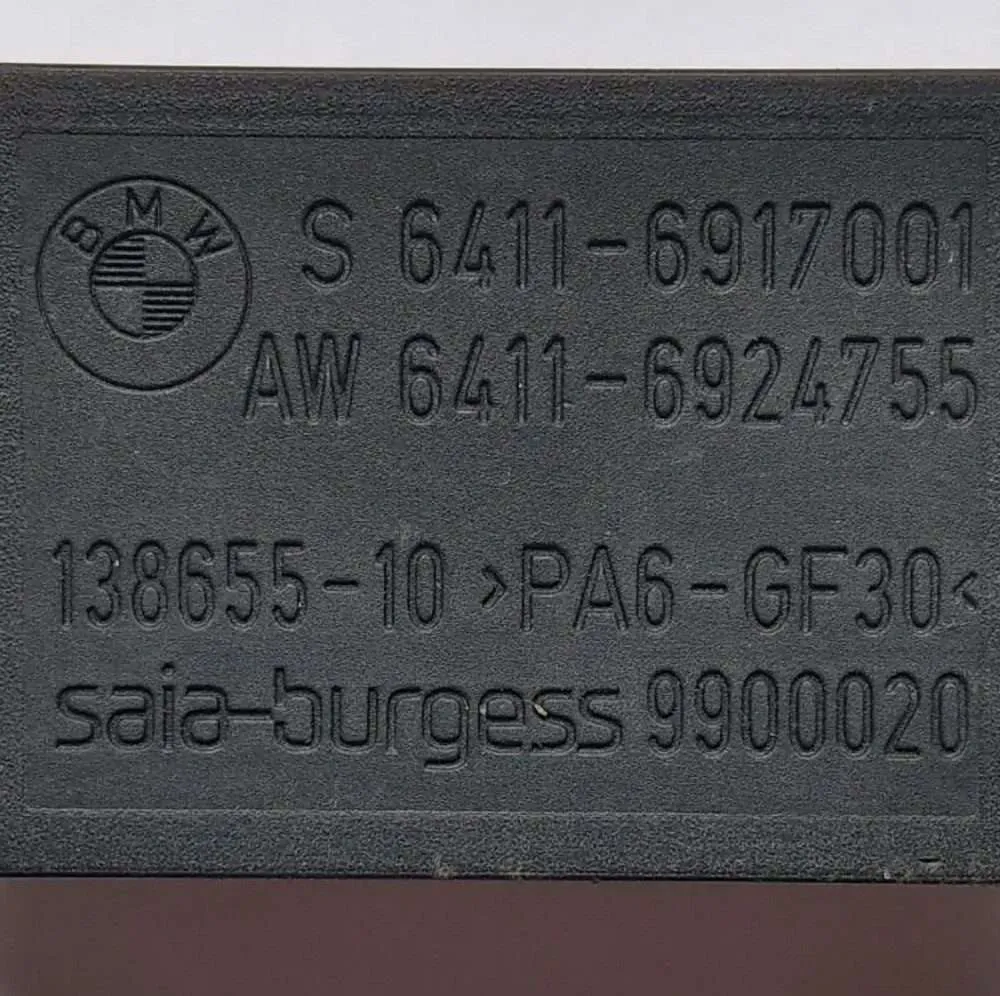 BMW
S 6411-6917001
AW 6411-6924755
138655-10 >PA6-GF30<
saia-burgess 9900020